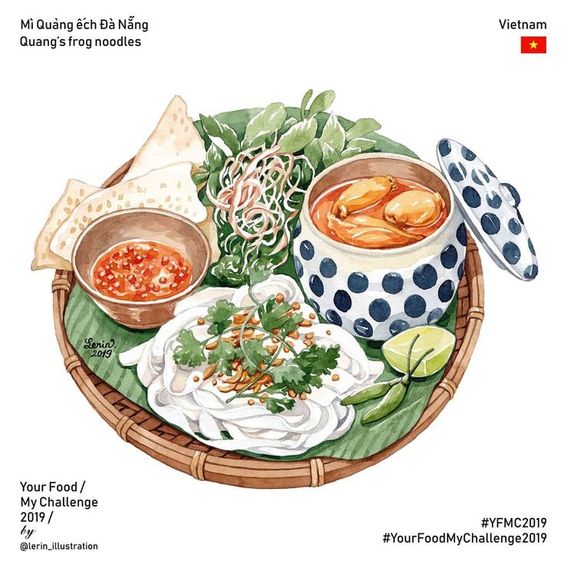 Mì Quảng ếch Đà Nẵng
Quang's frog noodles
Vietnam
Lerin.
2019
Your Food /
My Challenge
2019 /
by
@lerin_illustration
#YFMC2019
#YourFoodMyChallenge2019